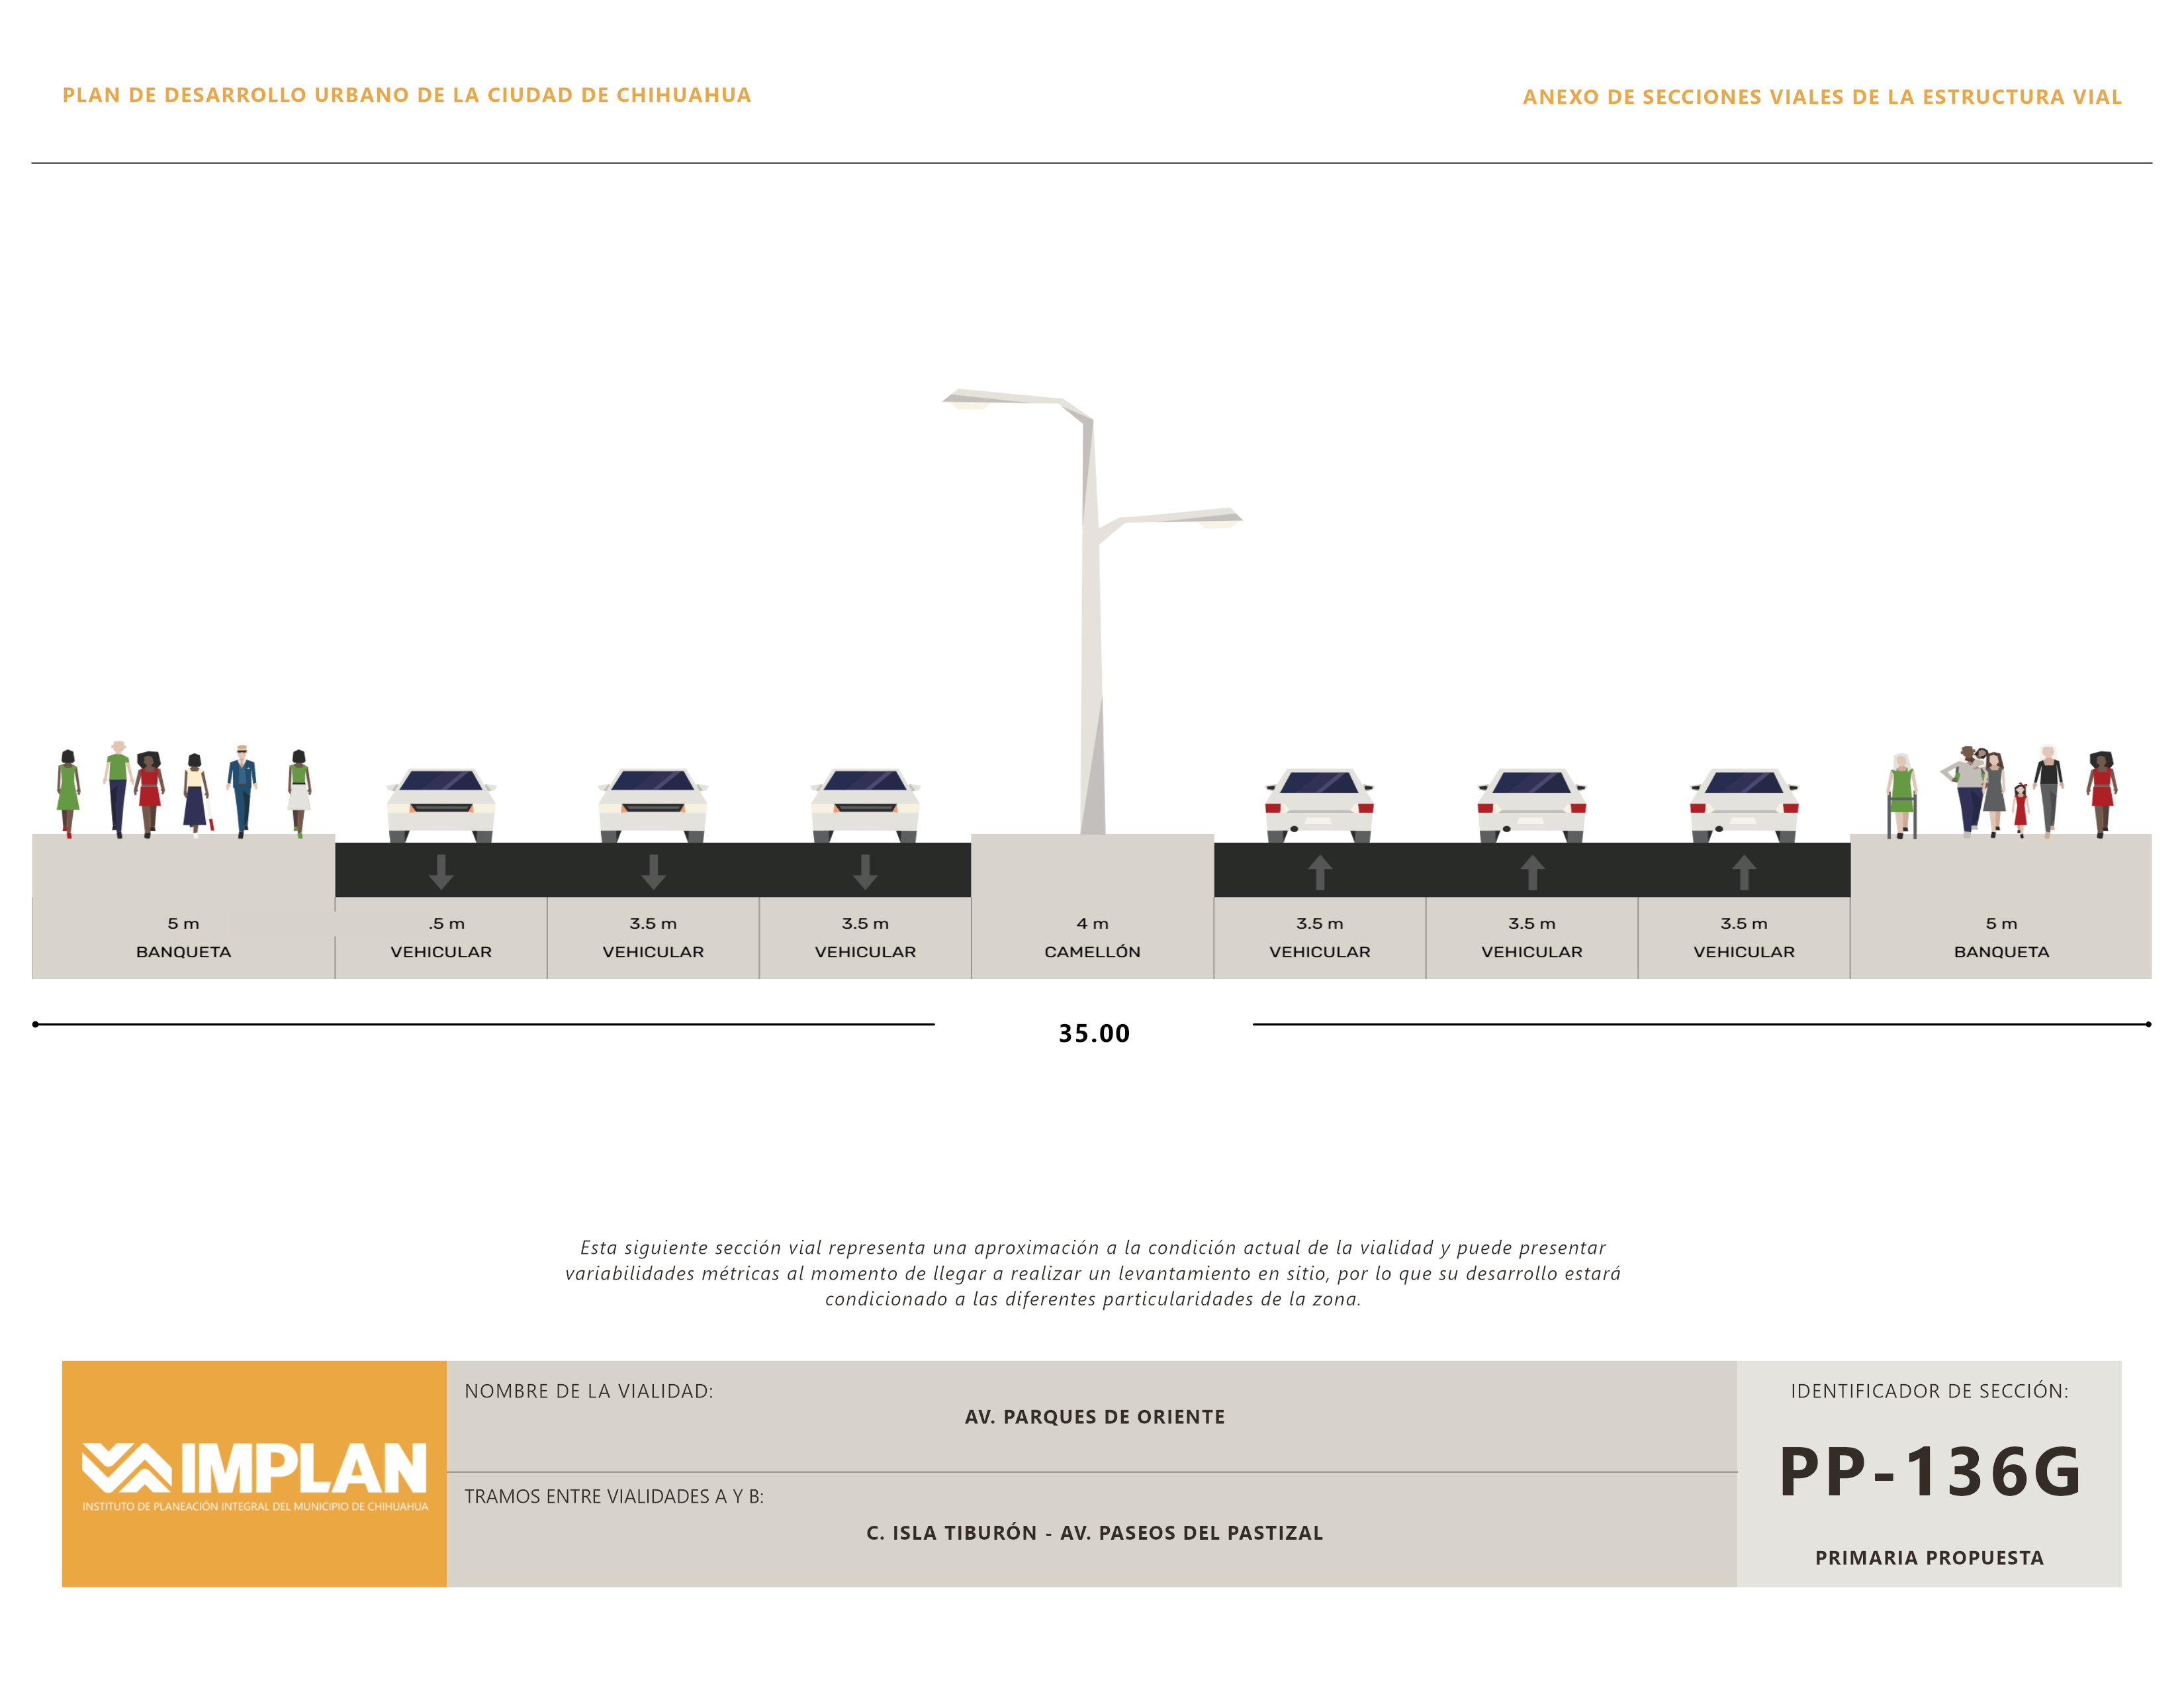 PLAN DE DESARROLLO URBANO DE LA CIUDAD DE CHIHUAHUA
ANEXO DE SECCIONES VIALES DE LA ESTRUCTURA VIAL
5 m .5 m 3.5 m 3.5 m 4 m 3.5 m 3.5 m 3.5 m 5 m
BANQUETA VEHICULAR VEHICULAR VEHICULAR CAMELLÓN VEHICULAR VEHICULAR VEHICULAR BANQUETA
35.00
Esta siguiente sección vial representa una aproximación a la condición actual de la vialidad y puede presentar
variabilidades métricas al momento de llegar a realizar un levantamiento en sitio, por lo que su desarrollo estará
condicionado a las diferentes particularidades de la zona.
IMPLAN
INSTITUTO DE PLANEACIÓN INTEGRAL DEL MUNICIPIO DE CHIHUAHUA
NOMBRE DE LA VIALIDAD:
AV. PARQUES DE ORIENTE
TRAMOS ENTRE VIALIDADES A Y B:
C. ISLA TIBURÓN - AV. PASEOS DEL PASTIZAL
IDENTIFICADOR DE SECCIÓN:
PP-136G
PRIMARIA PROPUESTA